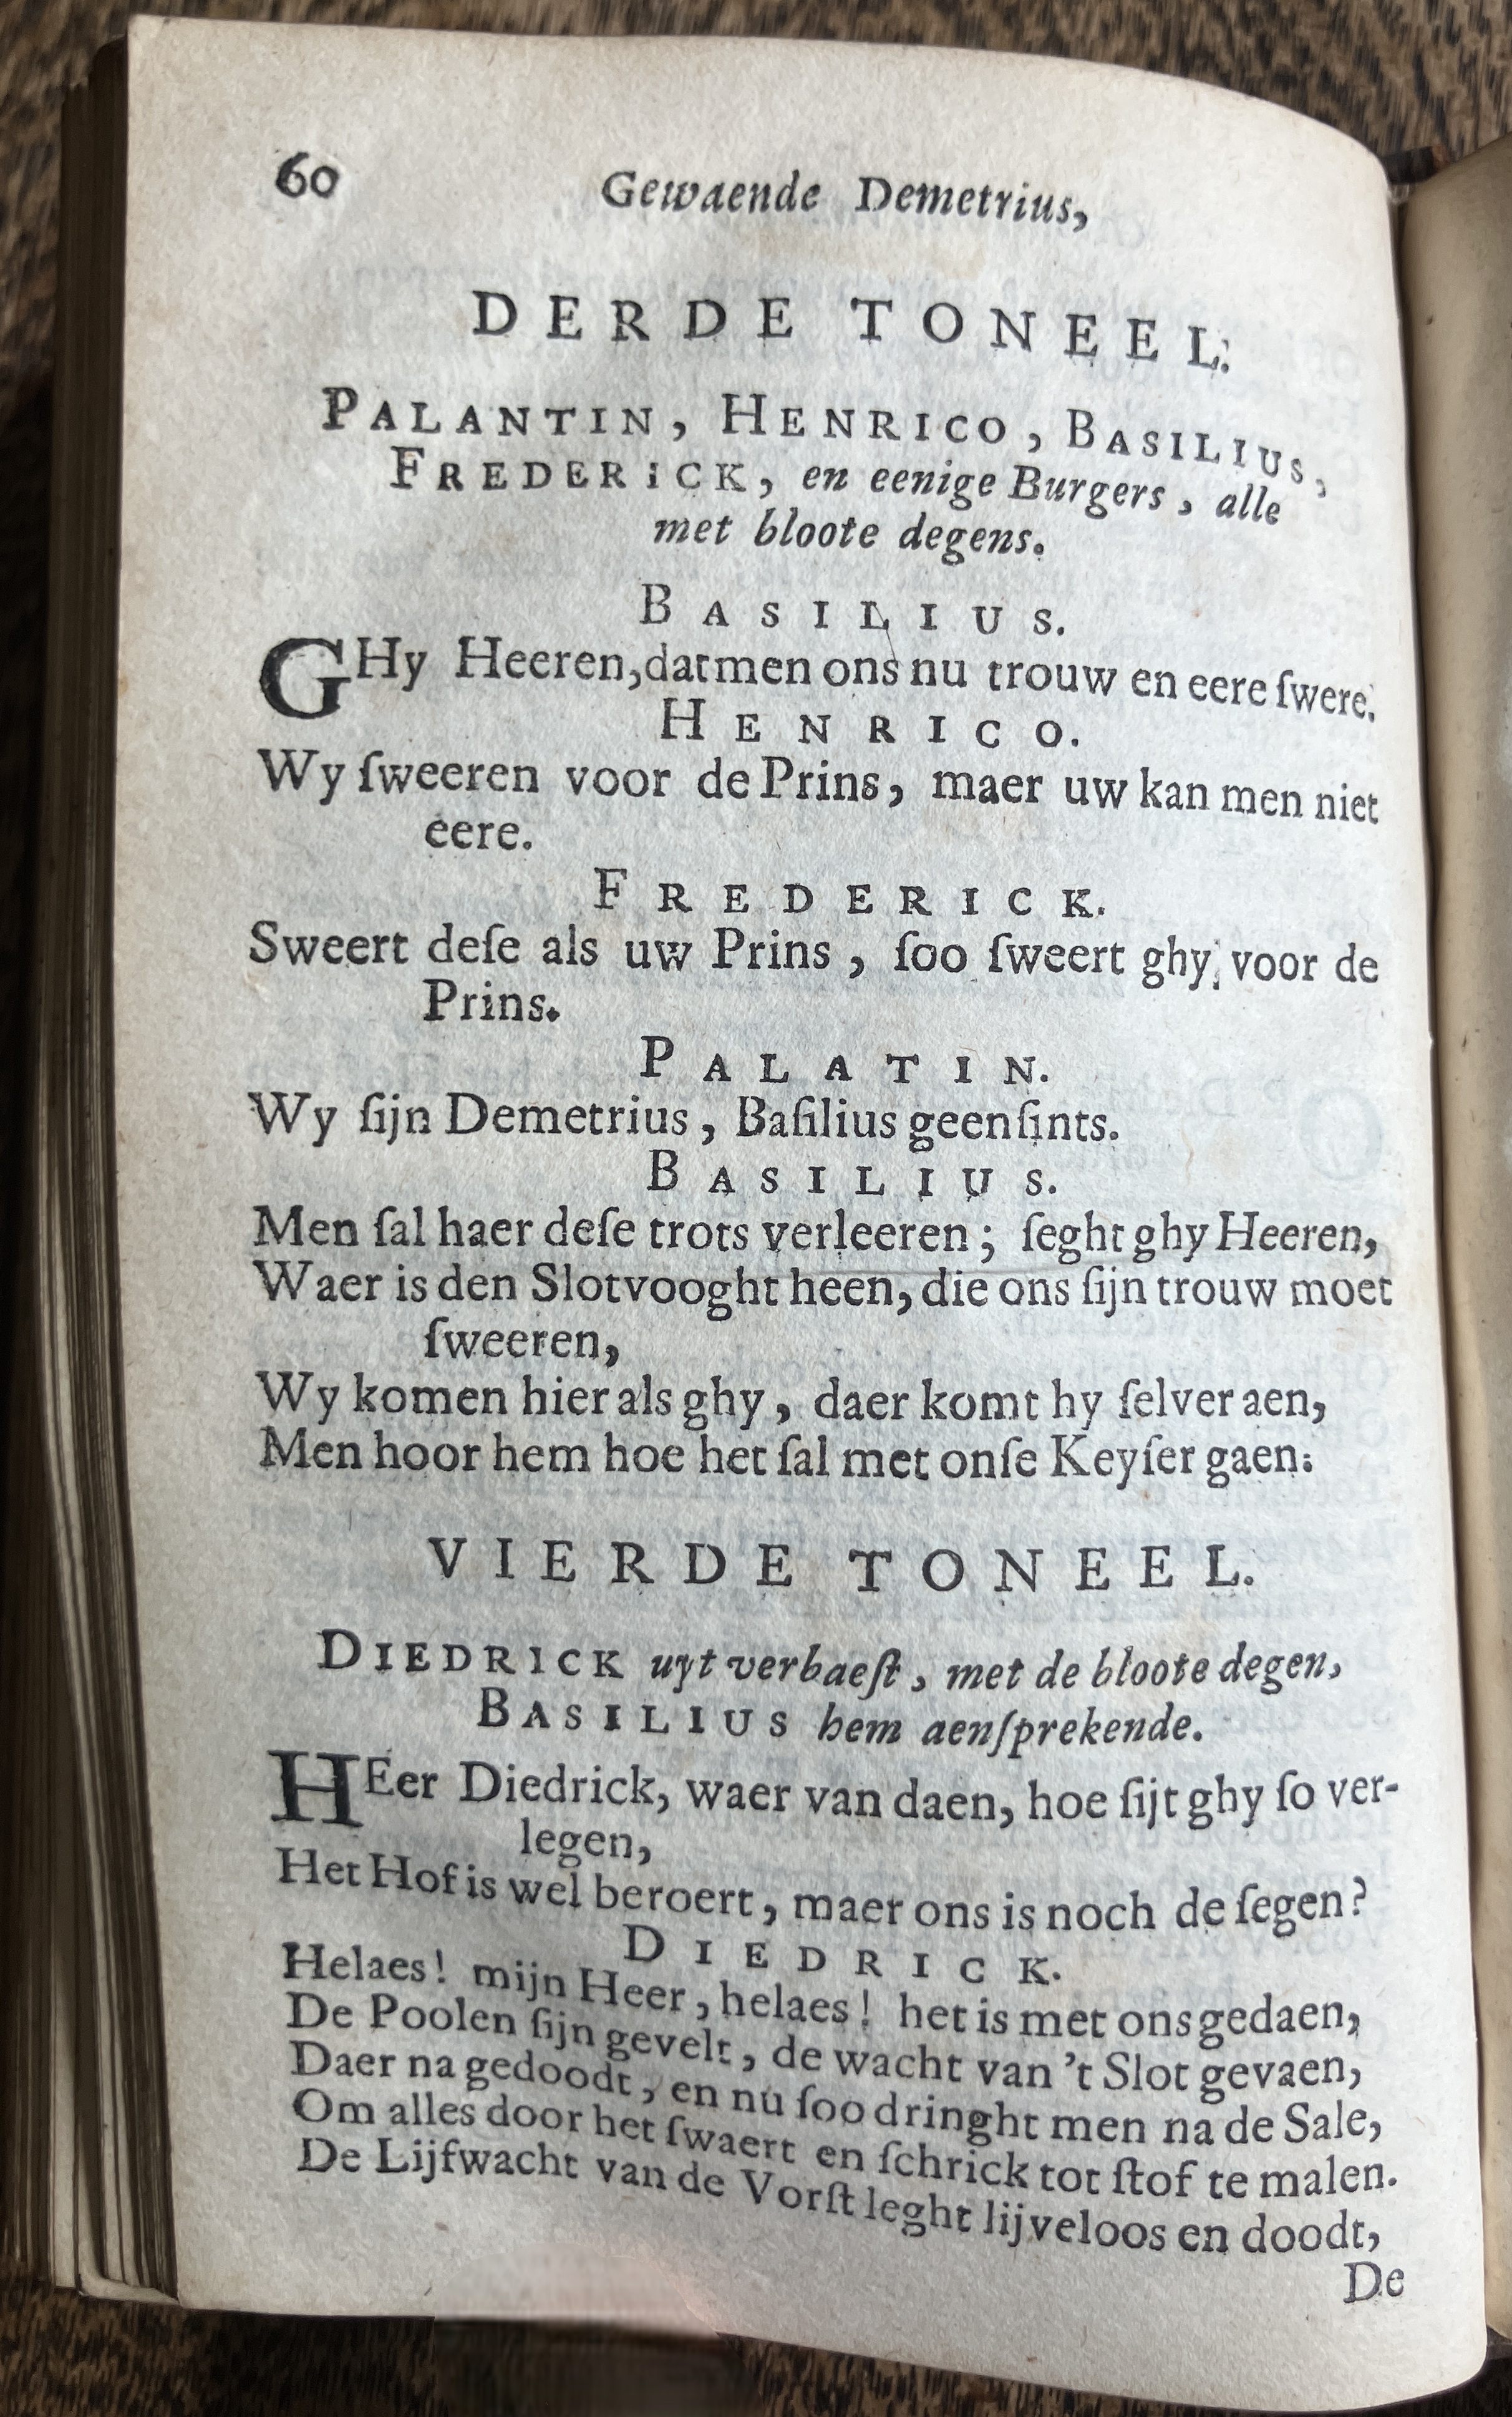 60 Gewaende Demetrius,
DERDE TONEEL.
PALANTIN, HENRICO, BASILIUS,
FREDERICK, en eenige Burgers, alle
met bloote degens.
BASILIUS.
GHy Heeren,datmen ons nu trouw en eere ſwere.
HENRICO.
Wy ſweeren voor de Prins, maer uw kan men niet
eere.
FREDERICK.
Sweert deſe als uw Prins, ſoo ſweert ghy voor de
Prins.
PALATIN.
Wy ſijn Demetrius, Baſilius geenſints.
BASILIUS.
Men ſal haer deſe trots verleeren; ſeght ghy Heeren,
Waer is den Slotvooght heen, die ons ſijn trouw moet
ſweeren,
Wy komen hier als ghy, daer komt hy ſelver aen,
Men hoor hem hoe het ſal met onſe Keyſer gaen.
VIERDE TONEEL.
DIEDRICK uyt verbaeſt, met de bloote degen,
BASILIUS hem aenſprekende.
HEer Diedrick, waer van daen, hoe ſijt ghy ſo ver-
legen,
Het Hof is wel beroert, maer ons is noch de ſegen?
DIEDRICK.
Helaes! mijn Heer, helaes! het is met ons gedaen,
De Poolen ſijn gevelt, de wacht van 't Slot gevaen,
Daer na gedoodt, en nu ſoo dringht men na de Sale,
Om alles door het ſwaert en ſchrick tot ſtof te malen.
De Lijfwacht van de Vorſt leght lijveloos en doodt,
De